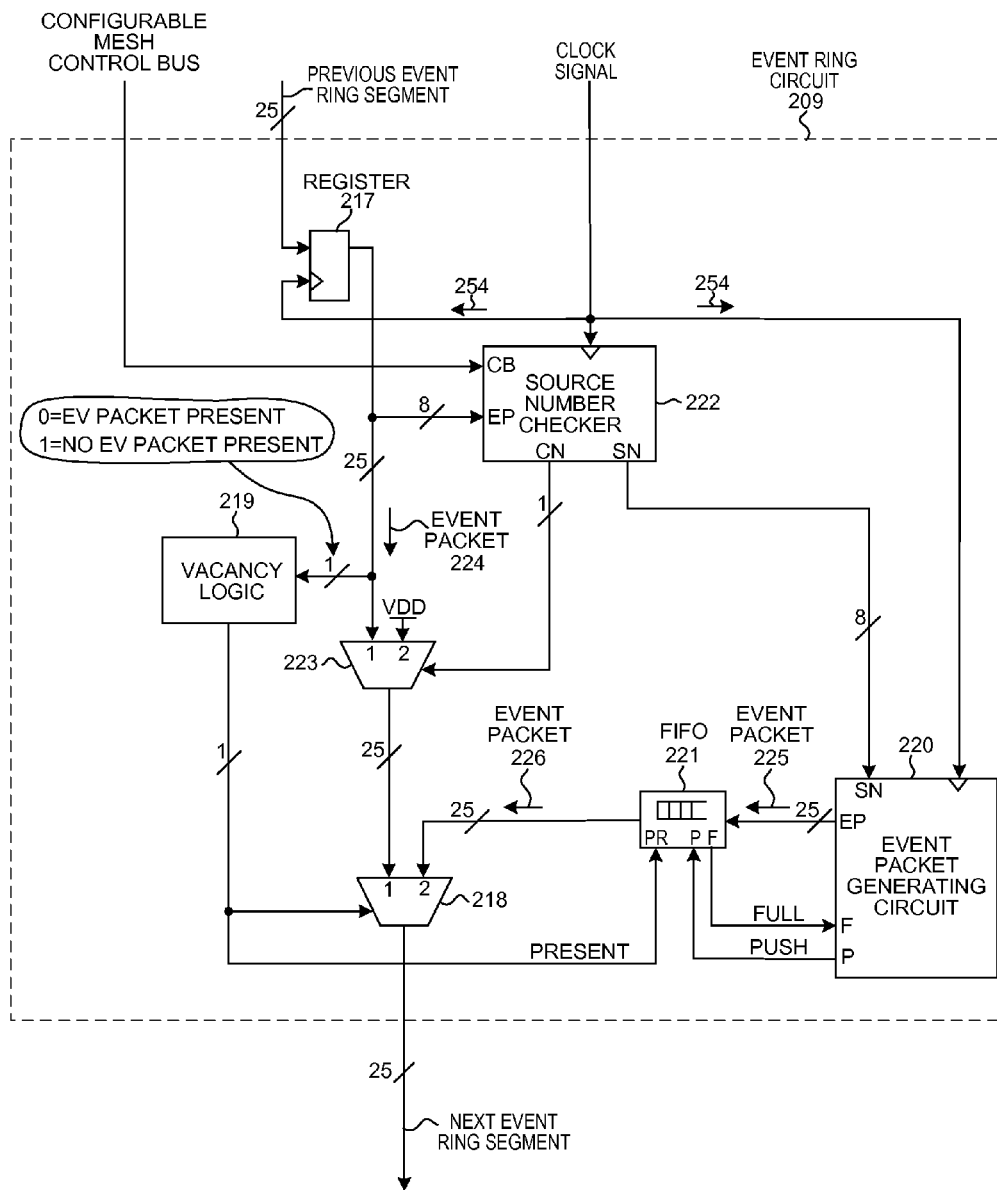 CONFIGURABLE
MESH
CONTROL BUS
PREVIOUS EVENT
RING SEGMENT
25
CLOCK
SIGNAL
EVENT RING
CIRCUIT
209
REGISTER
217
254
254
CB
EP
SOURCE
NUMBER
CHECKER
CN
SN
222
8
0=EV PACKET PRESENT
1=NO EV PACKET PRESENT
25
1
219
VACANCY
LOGIC
1
EVENT
PACKET
224
VDD
1
2
223
8
25
1
EVENT
PACKET
226
25
FIFO
221
PR
P
F
EVENT
PACKET
225
25
220
SN
EP
EVENT
PACKET
GENERATING
CIRCUIT
F
P
1
2
218
FULL
PUSH
PRESENT
25
NEXT EVENT
RING SEGMENT